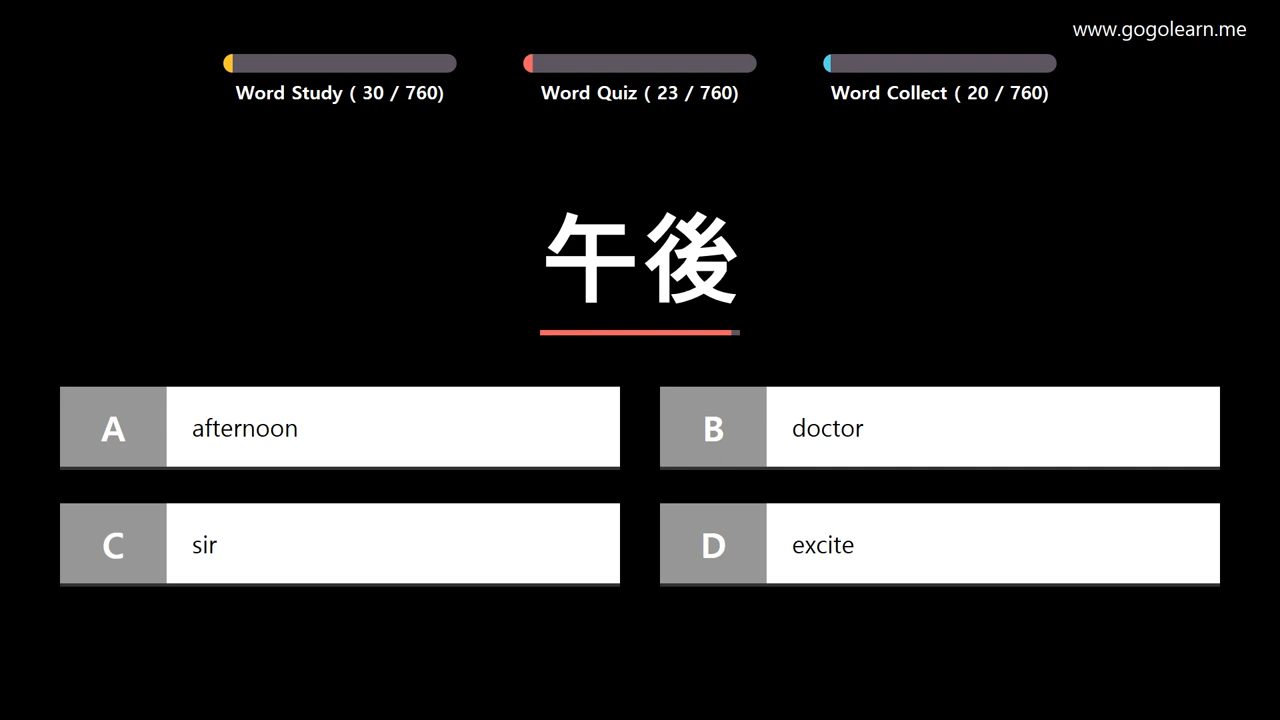 www.gogolearn.me
Word Study ( 30 / 760)
Word Quiz ( 23 / 760)
Word Collect ( 20 / 760)
午後
A afternoon
B doctor
C sir
D excite